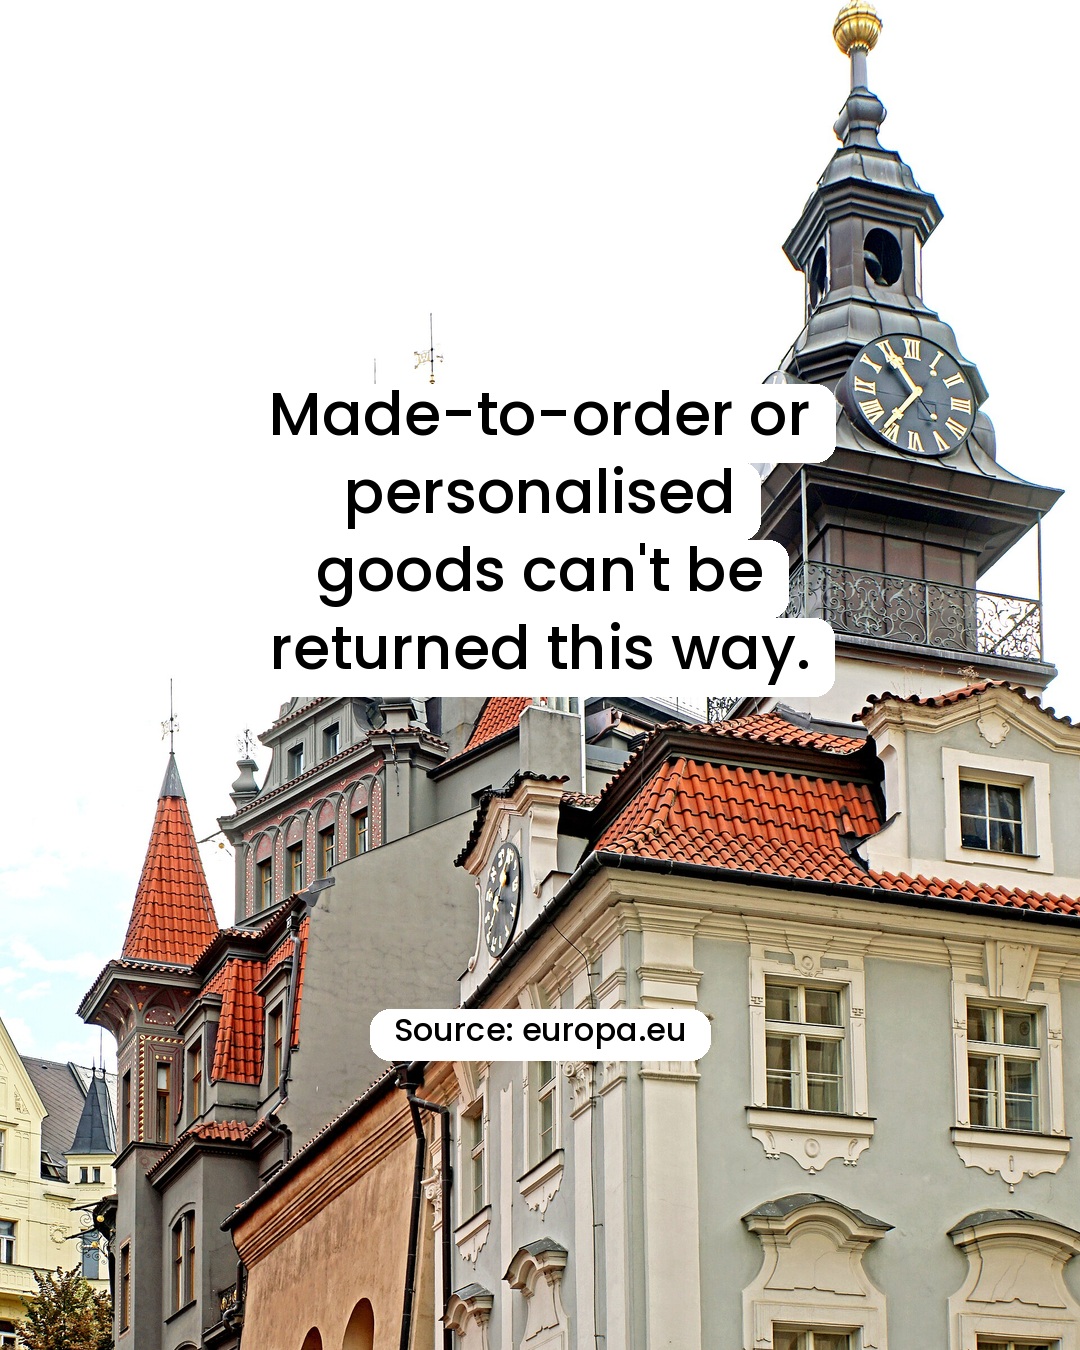 Made-to-order or
personalised
goods can't be
returned this way.
Source: europa.eu